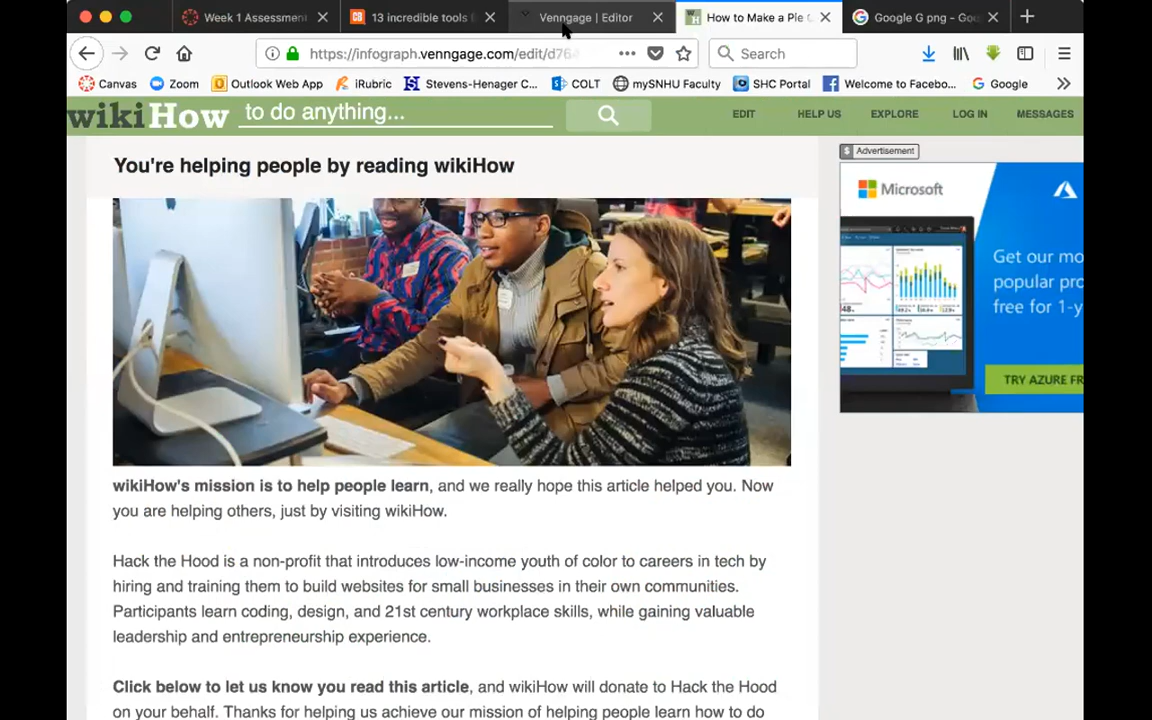 Week 1 Assessment
13 incredible tools f
Venngage | Editor
How to Make a Pie C
Google G png - Goo
https://infograph.venngage.com/edit/d764
Search
Canvas
Zoom
Outlook Web App
iRubric
Stevens-Henager C...
COLT
mySNHU Faculty
SHC Portal
Welcome to Facebo...
Google
wikiHow to do anything...
EDIT
HELP US
EXPLORE
LOG IN
MESSAGES
You're helping people by reading wikiHow
Advertisement
Microsoft
Get our mo
popular pro
free for 1-y
TRY AZURE FR
wikiHow's mission is to help people learn, and we really hope this article helped you. Now
you are helping others, just by visiting wikiHow.
Hack the Hood is a non-profit that introduces low-income youth of color to careers in tech by
hiring and training them to build websites for small businesses in their own communities.
Participants learn coding, design, and 21st century workplace skills, while gaining valuable
leadership and entrepreneurship experience.
Click below to let us know you read this article, and wikiHow will donate to Hack the Hood
on your behalf. Thanks for helping us achieve our mission of helping people learn how to do